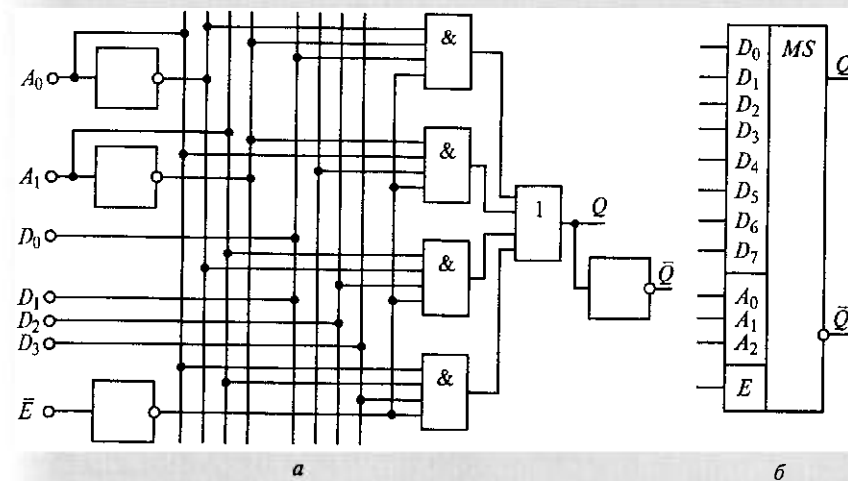 A₀
A₁
D₀
D₁
D₂
D₃
Ē
&
&
&
&
1
Q
Q̄
а
D₀
D₁
D₂
D₃
D₄
D₅
D₆
D₇
A₀
A₁
A₂
E
MS
Q
Q̄
б